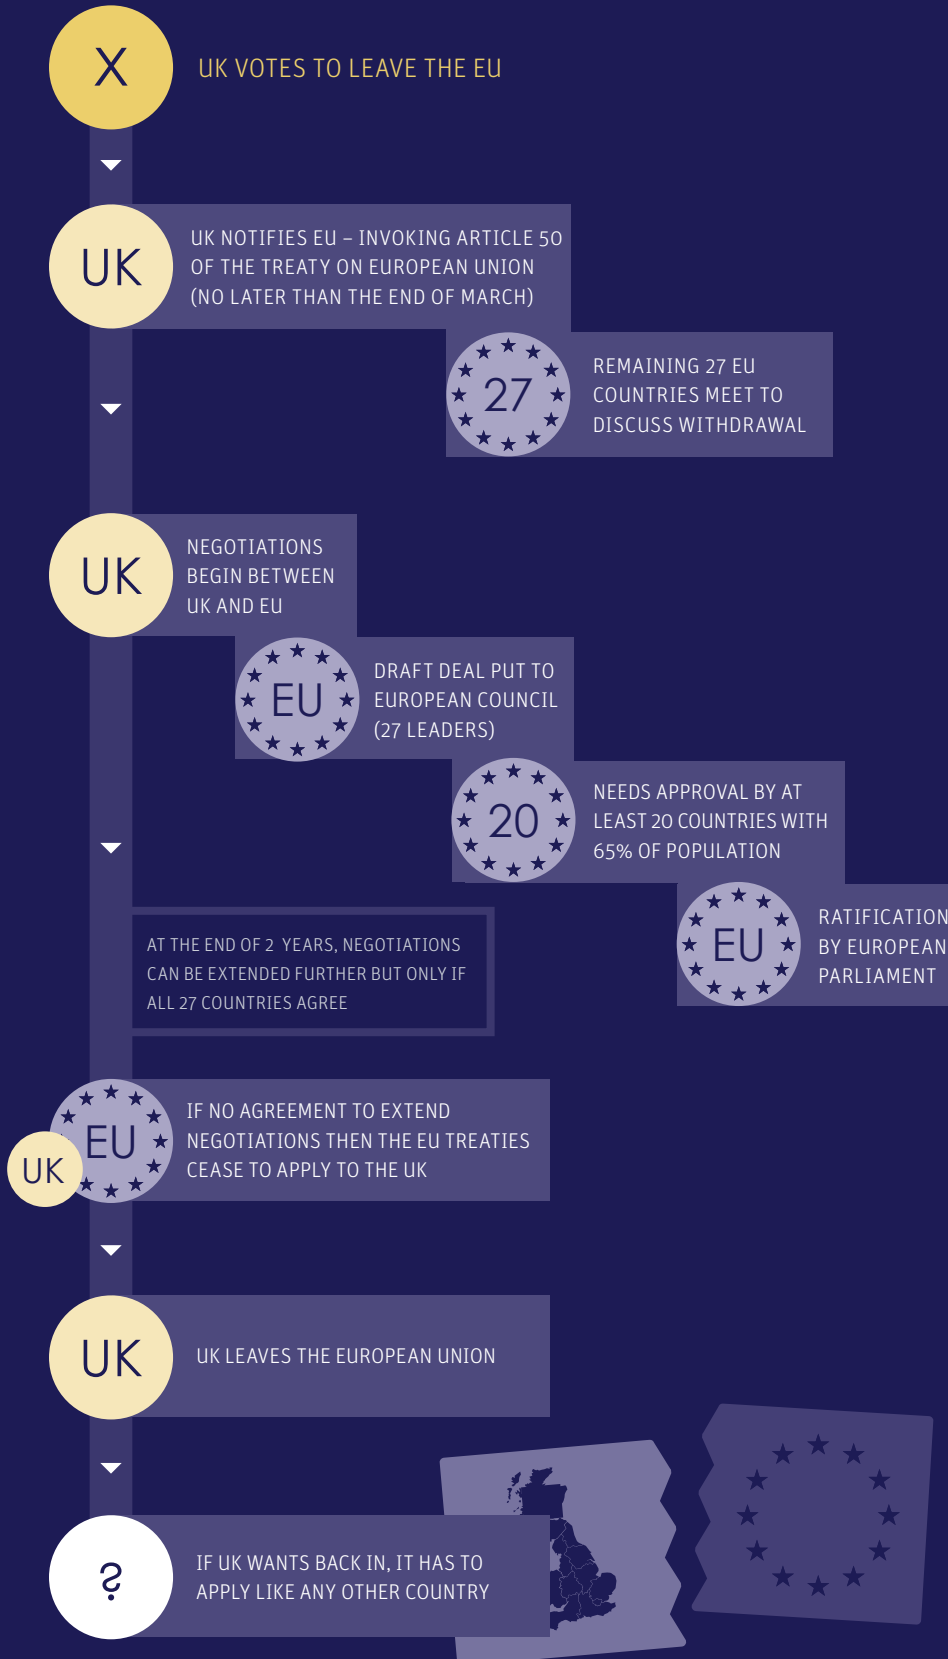 X
UK VOTES TO LEAVE THE EU
UK
UK NOTIFIES EU – INVOKING ARTICLE 50
OF THE TREATY ON EUROPEAN UNION
(NO LATER THAN THE END OF MARCH)
27
REMAINING 27 EU
COUNTRIES MEET TO
DISCUSS WITHDRAWAL
UK
NEGOTIATIONS
BEGIN BETWEEN
UK AND EU
EU
DRAFT DEAL PUT TO
EUROPEAN COUNCIL
(27 LEADERS)
20
NEEDS APPROVAL BY AT
LEAST 20 COUNTRIES WITH
65% OF POPULATION
EU
RATIFICATION
BY EUROPEAN
PARLIAMENT
AT THE END OF 2 YEARS, NEGOTIATIONS
CAN BE EXTENDED FURTHER BUT ONLY IF
ALL 27 COUNTRIES AGREE
EU
UK
IF NO AGREEMENT TO EXTEND
NEGOTIATIONS THEN THE EU TREATIES
CEASE TO APPLY TO THE UK
UK
UK LEAVES THE EUROPEAN UNION
?
IF UK WANTS BACK IN, IT HAS TO
APPLY LIKE ANY OTHER COUNTRY